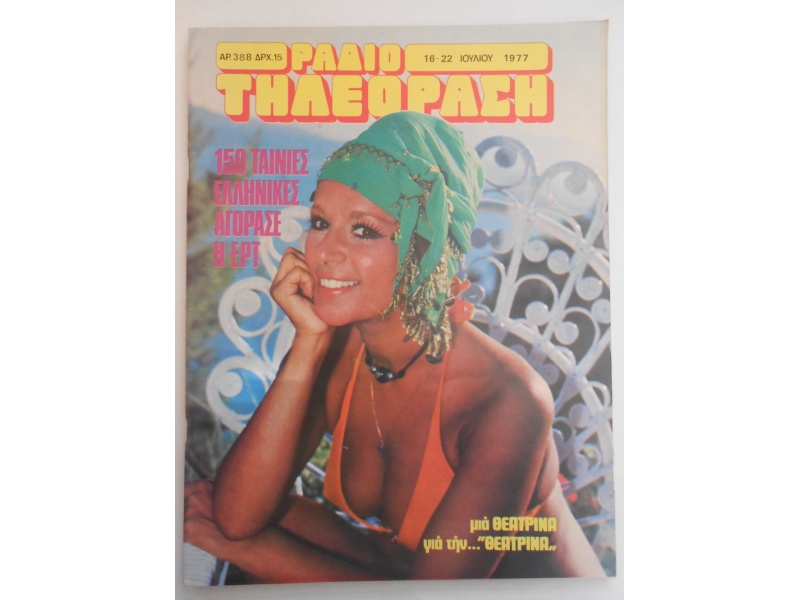 ΑΡ.388 ΔΡΧ.15 ΡΑΔΙΟ 16-22 ΙΟΥΛΙΟΥ 1977
ΤΗΛΕΟΡΑΣΗ
150 ΤΑΙΝΙΕΣ
ΕΛΛΗΝΙΚΕΣ
ΑΓΟΡΑΣΕ
Η ΕΡΤ
μιά ΘΕΑΤΡΙΝΑ
γιά τήν..."ΘΕΑΤΡΙΝΑ„